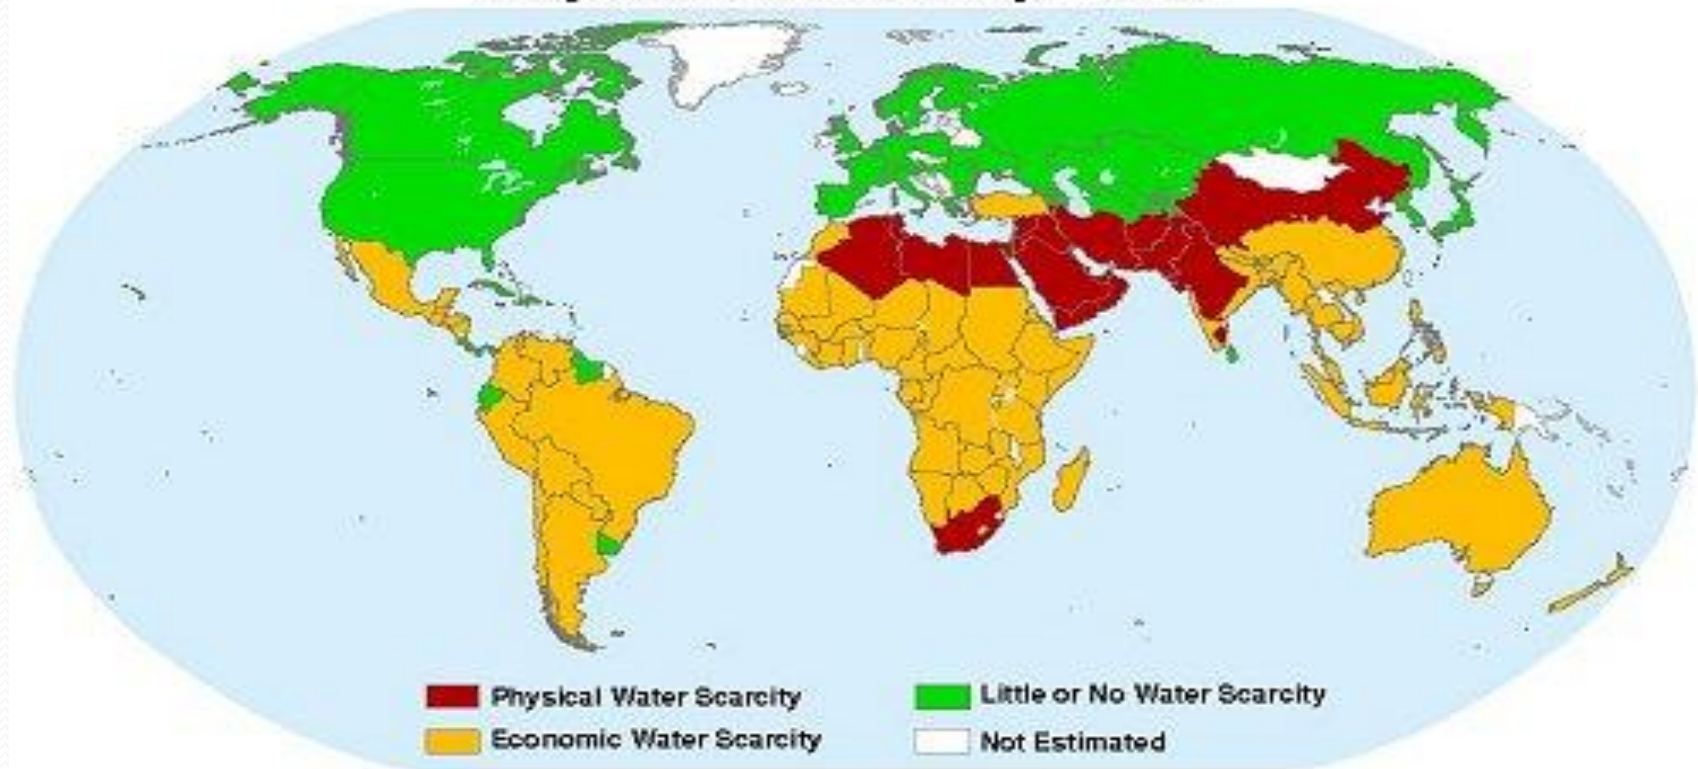 Physical Water Scarcity
Little or No Water Scarcity
Economic Water Scarcity
Not Estimated